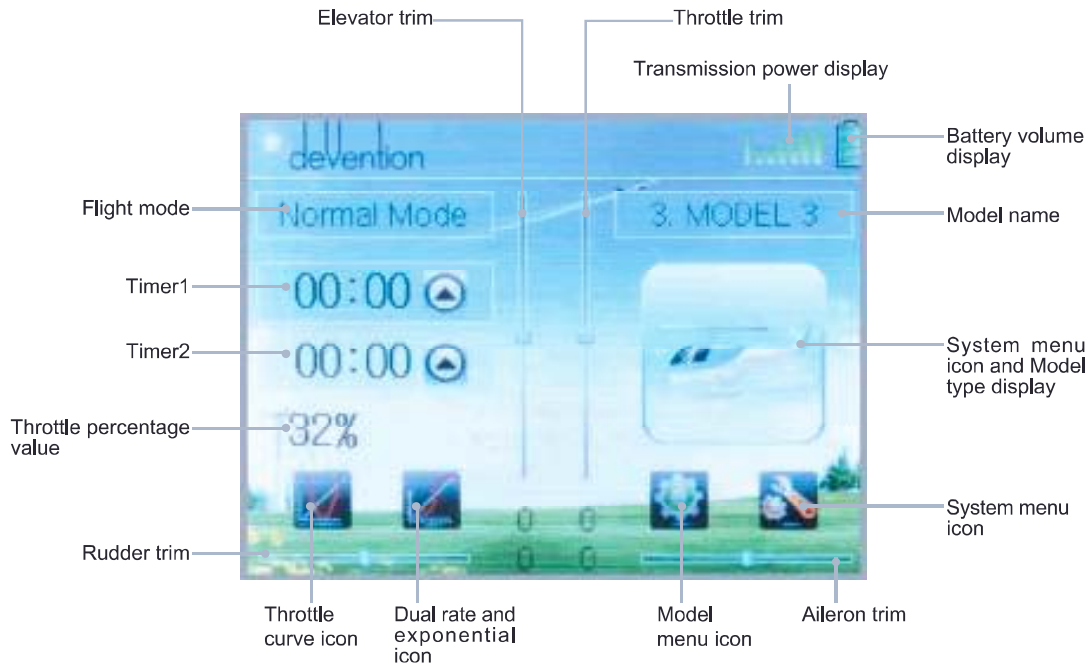 Elevator trim
Throttle trim
Transmission power display
Battery volume
display
devention
Flight mode
Normal Mode
3. MODEL 3
Model name
Timer1
00:00
Timer2
00:00
System menu
icon and Model
type display
Throttle percentage
value
32%
System menu
icon
0 0
Rudder trim
0 0
Throttle
curve icon
Dual rate and
exponential
icon
Model
menu icon
Aileron trim